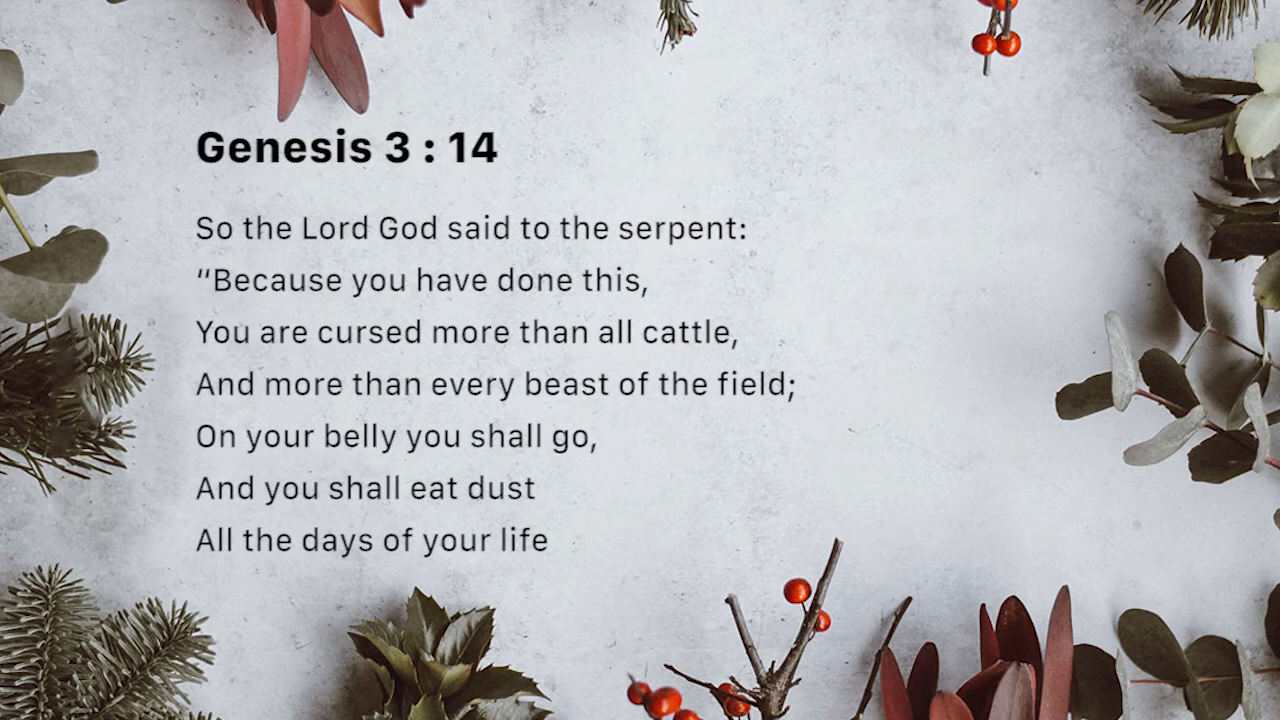 Genesis 3 : 14
So the Lord God said to the serpent:
“Because you have done this,
You are cursed more than all cattle,
And more than every beast of the field;
On your belly you shall go,
And you shall eat dust
All the days of your life